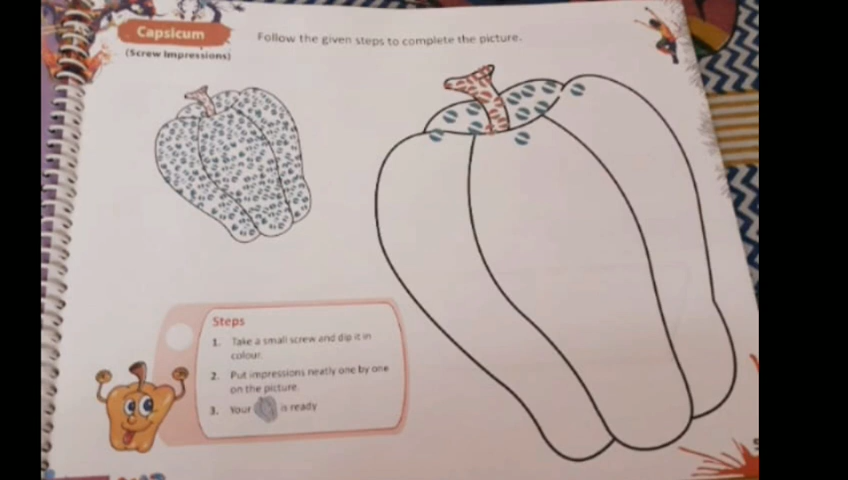 Capsicum
(Screw Impressions)
Follow the given steps to complete the picture.
Steps
1. Take a small screw and dip it in
colour.
2. Put impressions neatly one by one
on the picture.
3. Your is ready